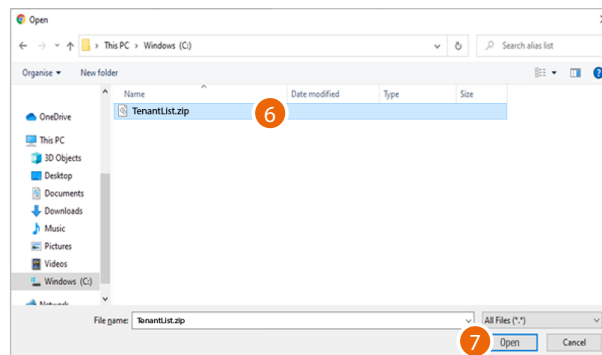 Open
This PC > Windows (C:)
Search alias list
Organise
New folder
Name
Date modified
Type
Size
TenantList.zip
6
OneDrive
This PC
3D Objects
Desktop
Documents
Downloads
Music
Pictures
Videos
Windows (C:)
Network
File name:
TenantList.zip
All Files (*.*)
7
Open
Cancel